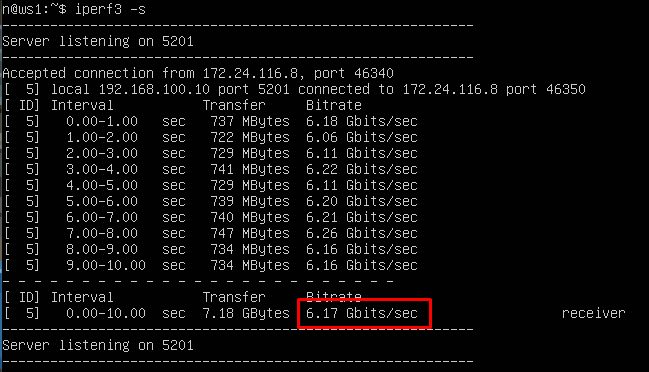 n@ws1:~$ iperf3 -s
-----------------------------------------------------------
Server listening on 5201
-----------------------------------------------------------
Accepted connection from 172.24.116.8, port 46340
[  5] local 192.168.100.10 port 5201 connected to 172.24.116.8 port 46350
[ ID] Interval           Transfer     Bitrate
[  5]   0.00-1.00   sec   737 MBytes  6.18 Gbits/sec
[  5]   1.00-2.00   sec   722 MBytes  6.06 Gbits/sec
[  5]   2.00-3.00   sec   729 MBytes  6.11 Gbits/sec
[  5]   3.00-4.00   sec   741 MBytes  6.22 Gbits/sec
[  5]   4.00-5.00   sec   729 MBytes  6.11 Gbits/sec
[  5]   5.00-6.00   sec   739 MBytes  6.20 Gbits/sec
[  5]   6.00-7.00   sec   740 MBytes  6.21 Gbits/sec
[  5]   7.00-8.00   sec   747 MBytes  6.26 Gbits/sec
[  5]   8.00-9.00   sec   734 MBytes  6.16 Gbits/sec
[  5]   9.00-10.00  sec   734 MBytes  6.16 Gbits/sec
- - - - - - - - - - - - - - - - - - - - - - - - -
[ ID] Interval           Transfer     Bitrate
[  5]   0.00-10.00  sec  7.18 GBytes  6.17 Gbits/sec                  receiver
-----------------------------------------------------------
Server listening on 5201
-----------------------------------------------------------